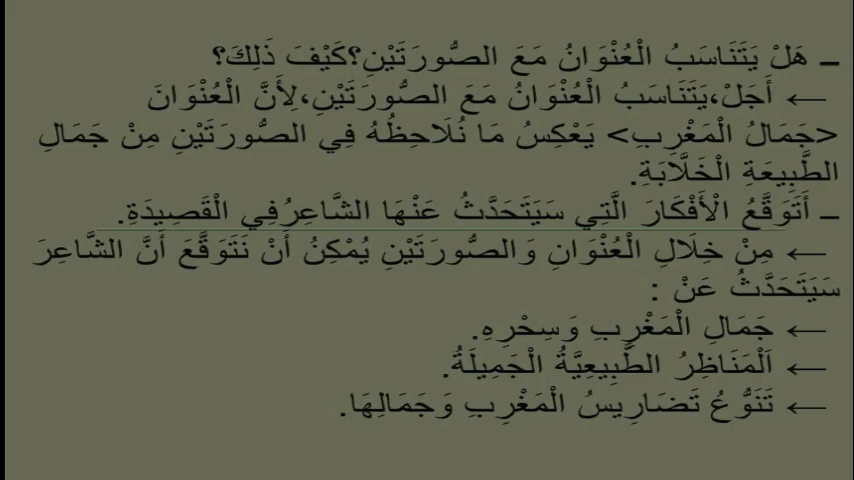 ــ هَلْ يَتَنَاسَبُ الْعُنْوَانُ مَعَ الصُّورَتَيْنِ؟كَيْفَ ذَلِكَ؟
← أَجَلْ،يَتَنَاسَبُ الْعُنْوَانُ مَعَ الصُّورَتَيْنِ،لِأَنَّ الْعُنْوَانَ
<جَمَالُ الْمَغْرِبِ> يَعْكِسُ مَا نُلَاحِظُهُ فِي الصُّورَتَيْنِ مِنْ جَمَالِ
الطَّبِيعَةِ الْخَلَّابَةِ.
ــ أَتَوَقَّعُ الْأَفْكَارَ الَّتِي سَيَتَحَدَّثُ عَنْهَا الشَّاعِرُفِي الْقَصِيدَةِ.
← مِنْ خِلَالِ الْعُنْوَانِ وَالصُّورَتَيْنِ يُمْكِنُ أَنْ نَتَوَقَّعَ أَنَّ الشَّاعِرَ
سَيَتَحَدَّثُ عَنْ :
← جَمَالِ الْمَغْرِبِ وَسِحْرِهِ.
← اَلْمَنَاظِرُ الطَّبِيعِيَّةُ الْجَمِيلَةُ.
← تَنَوُّعُ تَضَارِيسُ الْمَغْرِبِ وَجَمَالِهَا.